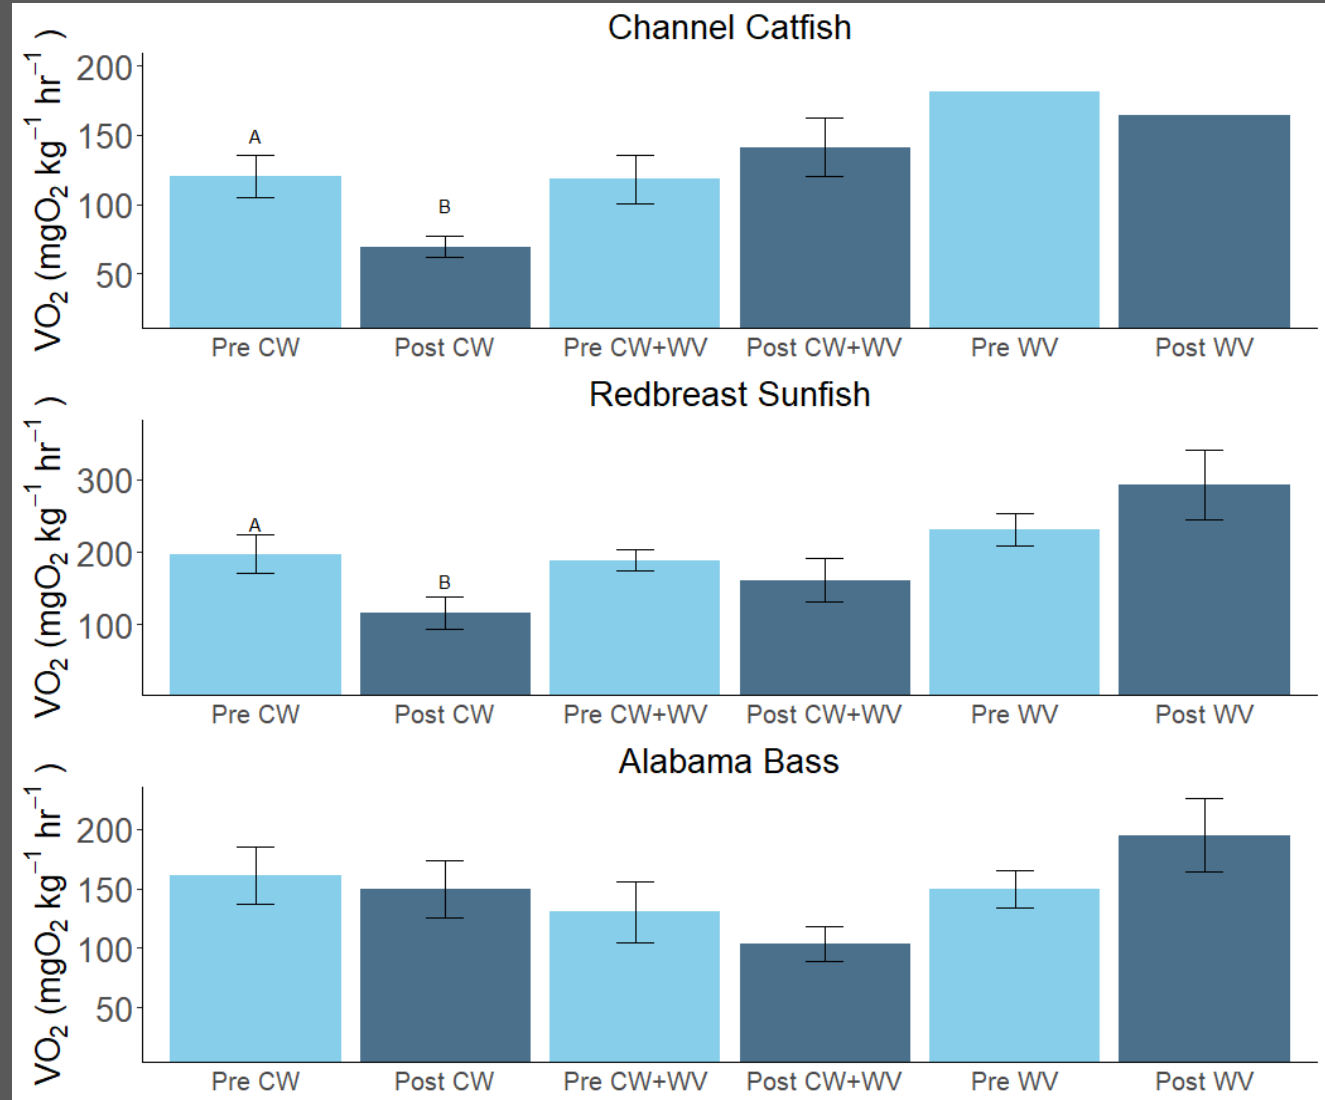 Channel Catfish
VO₂ (mgO₂ kg⁻¹ hr⁻¹ )
200
150
100
50
A
B
Pre CW Post CW Pre CW+WV Post CW+WV Pre WV Post WV
Redbreast Sunfish
VO₂ (mgO₂ kg⁻¹ hr⁻¹ )
300
200
100
A
B
Pre CW Post CW Pre CW+WV Post CW+WV Pre WV Post WV
Alabama Bass
VO₂ (mgO₂ kg⁻¹ hr⁻¹ )
200
150
100
50
Pre CW Post CW Pre CW+WV Post CW+WV Pre WV Post WV